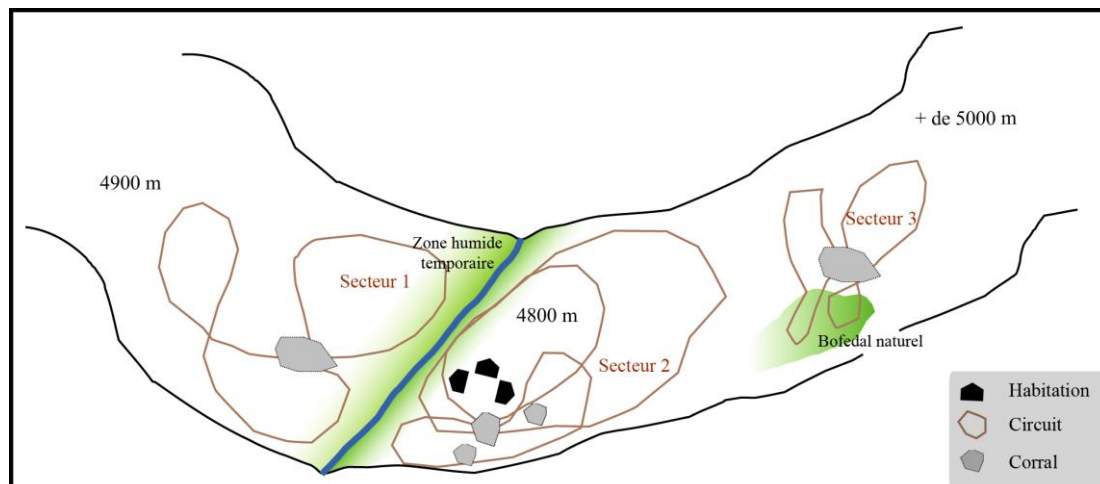 + de 5000 m
4900 m
Secteur 3
Zone humide
temporaire
Secteur 1
4800 m
Bofedal naturel
Secteur 2
Habitation
Circuit
Corral